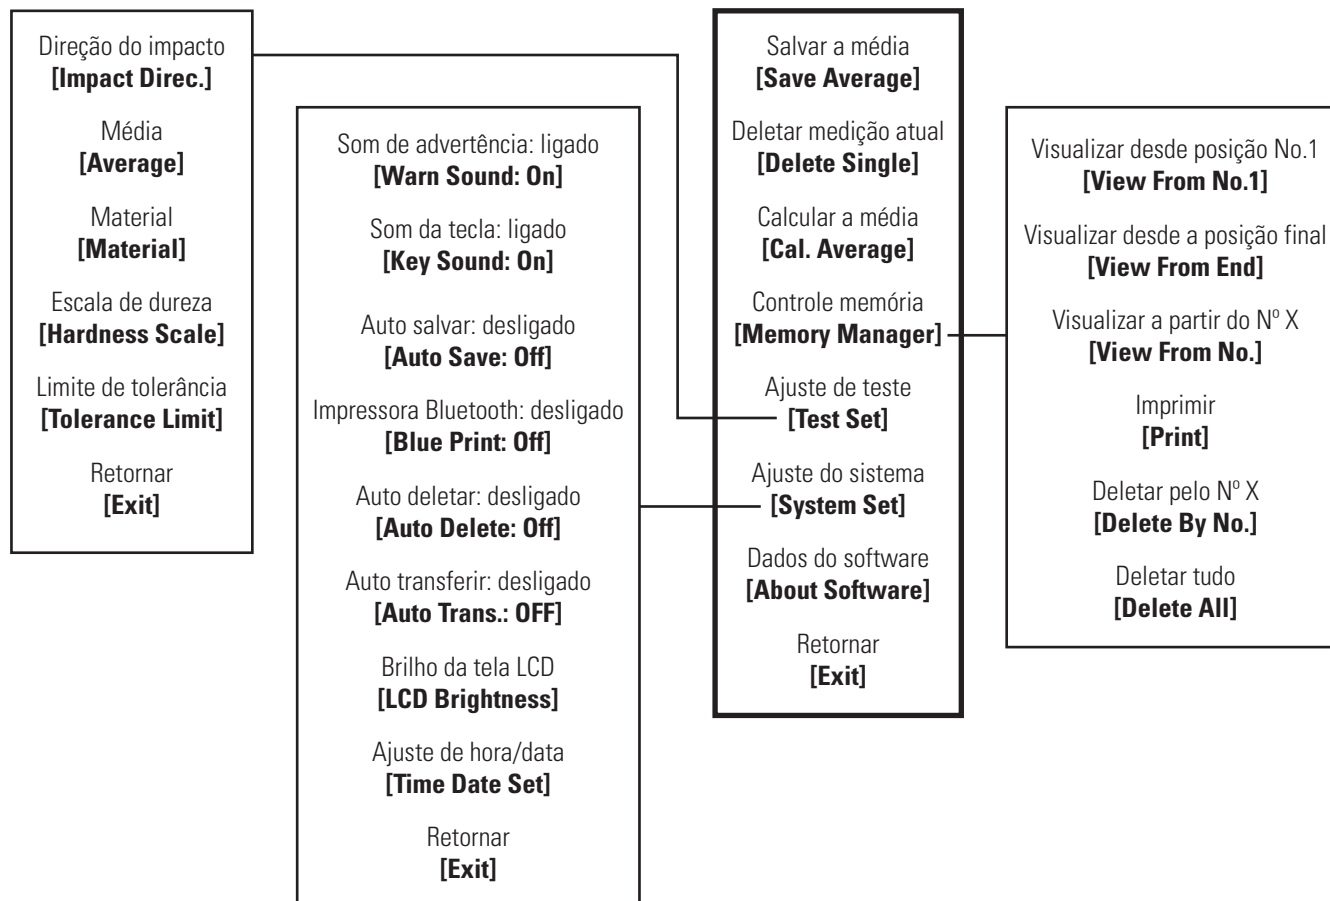 Direção do impacto
[Impact Direc.]
Média
[Average]
Material
[Material]
Escala de dureza
[Hardness Scale]
Limite de tolerância
[Tolerance Limit]
Retornar
[Exit]
Som de advertência: ligado
[Warn Sound: On]
Som da tecla: ligado
[Key Sound: On]
Auto salvar: desligado
[Auto Save: Off]
Impressora Bluetooth: desligado
[Blue Print: Off]
Auto deletar: desligado
[Auto Delete: Off]
Auto transferir: desligado
[Auto Trans.: OFF]
Brilho da tela LCD
[LCD Brightness]
Ajuste de hora/data
[Time Date Set]
Retornar
[Exit]
Salvar a média
[Save Average]
Deletar medição atual
[Delete Single]
Calcular a média
[Cal. Average]
Controle memória
[Memory Manager]
Ajuste de teste
[Test Set]
Ajuste do sistema
[System Set]
Dados do software
[About Software]
Retornar
[Exit]
Visualizar desde posição No.1
[View From No.1]
Visualizar desde a posição final
[View From End]
Visualizar a partir do Nº X
[View From No.]
Imprimir
[Print]
Deletar pelo Nº X
[Delete By No.]
Deletar tudo
[Delete All]